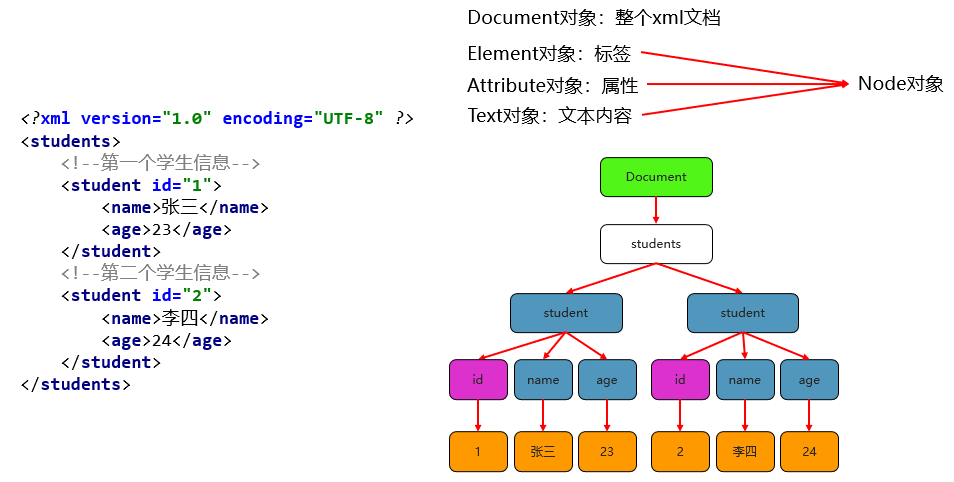 Document对象：整个xml文档
Element对象：标签
Attribute对象：属性
Node对象
Text对象：文本内容
<?xml version="1.0" encoding="UTF-8" ?>
<students>
    <!--第一个学生信息-->
    <student id="1">
        <name>张三</name>
        <age>23</age>
    </student>
    <!--第二个学生信息-->
    <student id="2">
        <name>李四</name>
        <age>24</age>
    </student>
</students>
Document
students
student student
id name age id name age
1 张三 23 2 李四 24